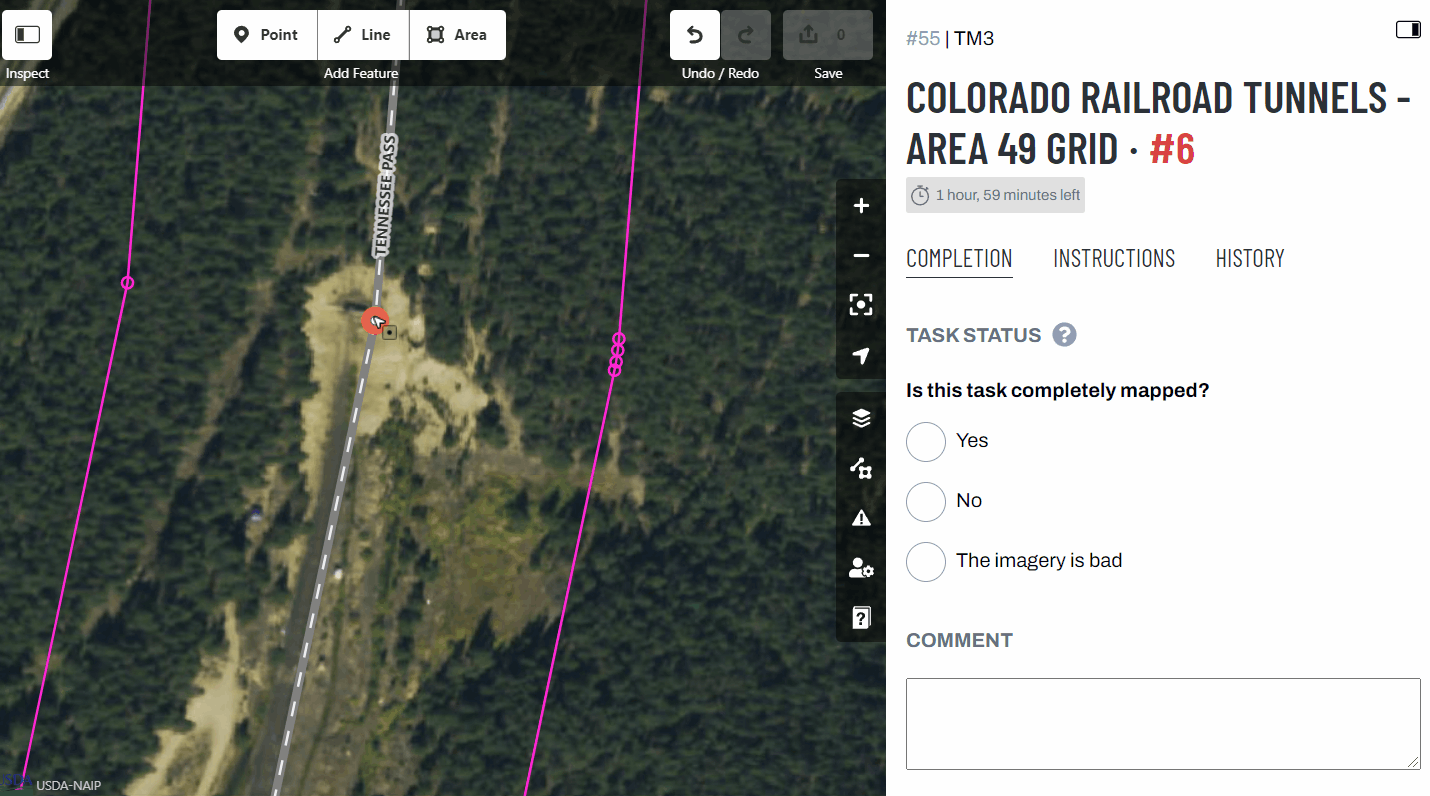 Point
Line
Area
0
Inspect
Add Feature
Undo / Redo
Save
TENNESSEE PASS
USDA-NAIP
#55 | TM3
COLORADO RAILROAD TUNNELS -
AREA 49 GRID · #6
1 hour, 59 minutes left
COMPLETION
INSTRUCTIONS
HISTORY
TASK STATUS ?
Is this task completely mapped?
Yes
No
The imagery is bad
COMMENT